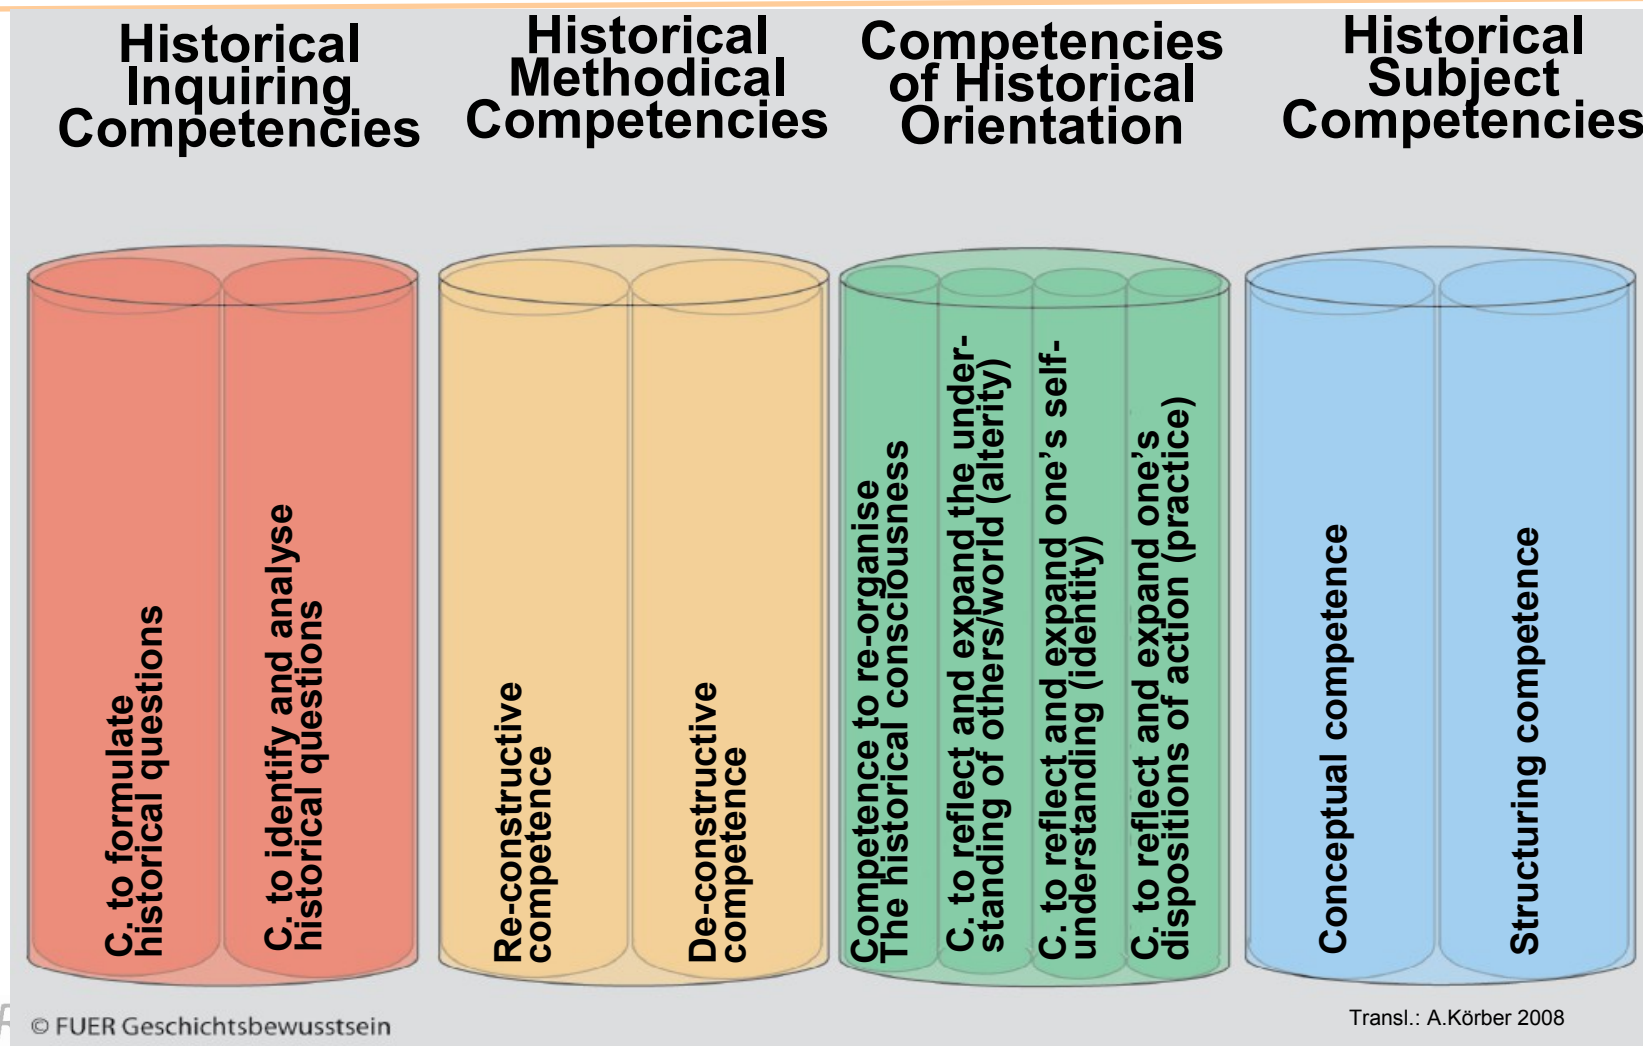 Historical
Inquiring
Competencies
Historical
Methodical
Competencies
Competencies
of Historical
Orientation
Historical
Subject
Competencies
C. to formulate
historical questions
C. to identify and analyse
historical questions
Re-constructive
competence
De-constructive
competence
Competence to re-organise
The historical consciousness
C. to reflect and expand the under-
standing of others/world (alterity)
C. to reflect and expand one's self-
understanding (identity)
C. to reflect and expand one's
dispositions of action (practice)
Conceptual competence
Structuring competence
© FUER Geschichtsbewusstsein
Transl.: A.Körber 2008